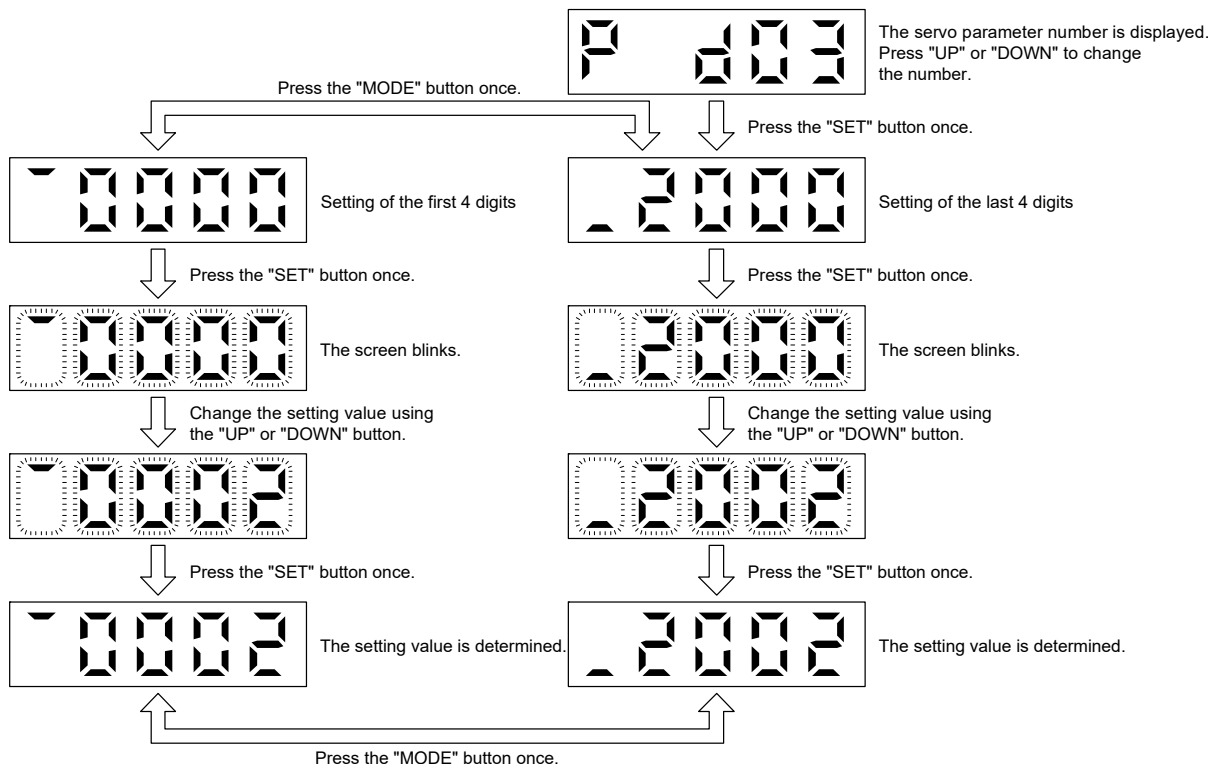 P d03
The servo parameter number is displayed.
Press "UP" or "DOWN" to change
the number.
Press the "MODE" button once.
Press the "SET" button once.
¯0000
Setting of the first 4 digits
_2000
Setting of the last 4 digits
Press the "SET" button once.
Press the "SET" button once.
¯0000
The screen blinks.
_2000
The screen blinks.
Change the setting value using
the "UP" or "DOWN" button.
Change the setting value using
the "UP" or "DOWN" button.
¯0002
_2002
Press the "SET" button once.
Press the "SET" button once.
¯0002
The setting value is determined.
_2002
The setting value is determined.
Press the "MODE" button once.